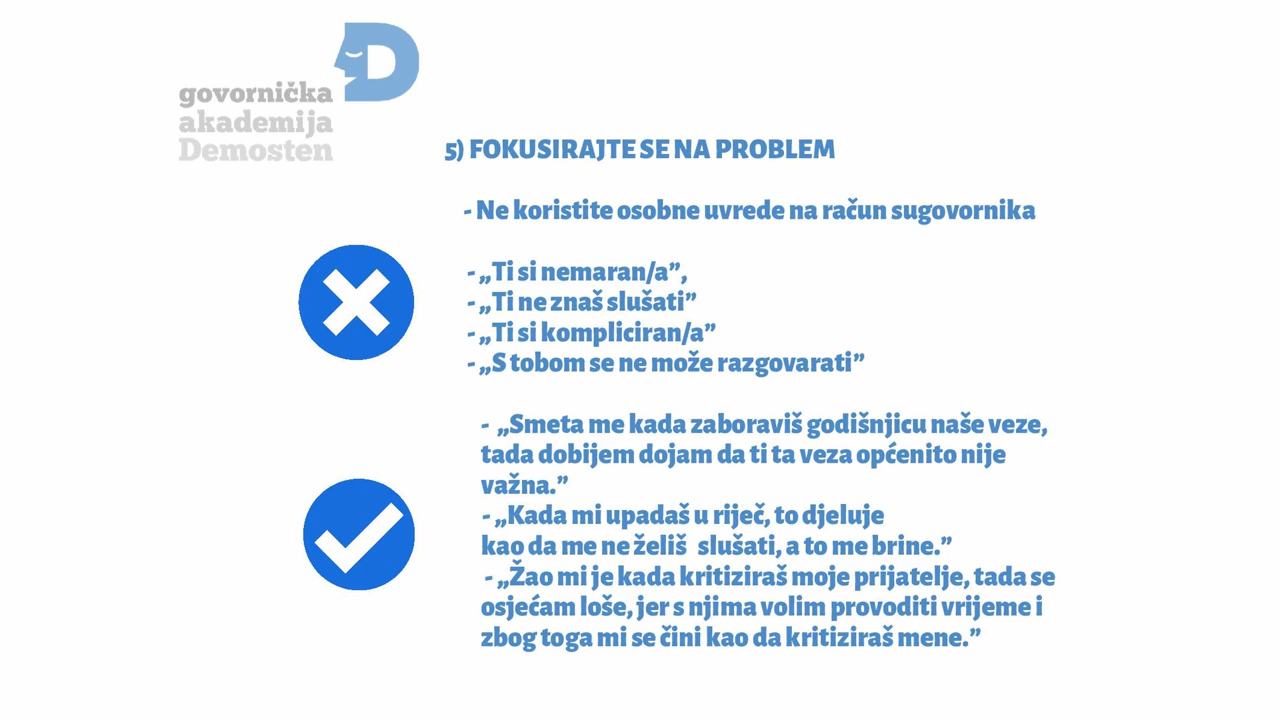 govornička
akademija
Demosten
5) FOKUSIRAJTE SE NA PROBLEM
- Ne koristite osobne uvrede na račun sugovornika
- „Ti si nemaran/a”,
- „Ti ne znaš slušati”
- „Ti si kompliciran/a”
- „S tobom se ne može razgovarati”
- „Smeta me kada zaboraviš godišnjicu naše veze,
tada dobijem dojam da ti ta veza općenito nije
važna.”
- „Kada mi upadaš u riječ, to djeluje
kao da me ne želiš slušati, a to me brine.”
- „Žao mi je kada kritiziraš moje prijatelje, tada se
osjećam loše, jer s njima volim provoditi vrijeme i
zbog toga mi se čini kao da kritiziraš mene.”